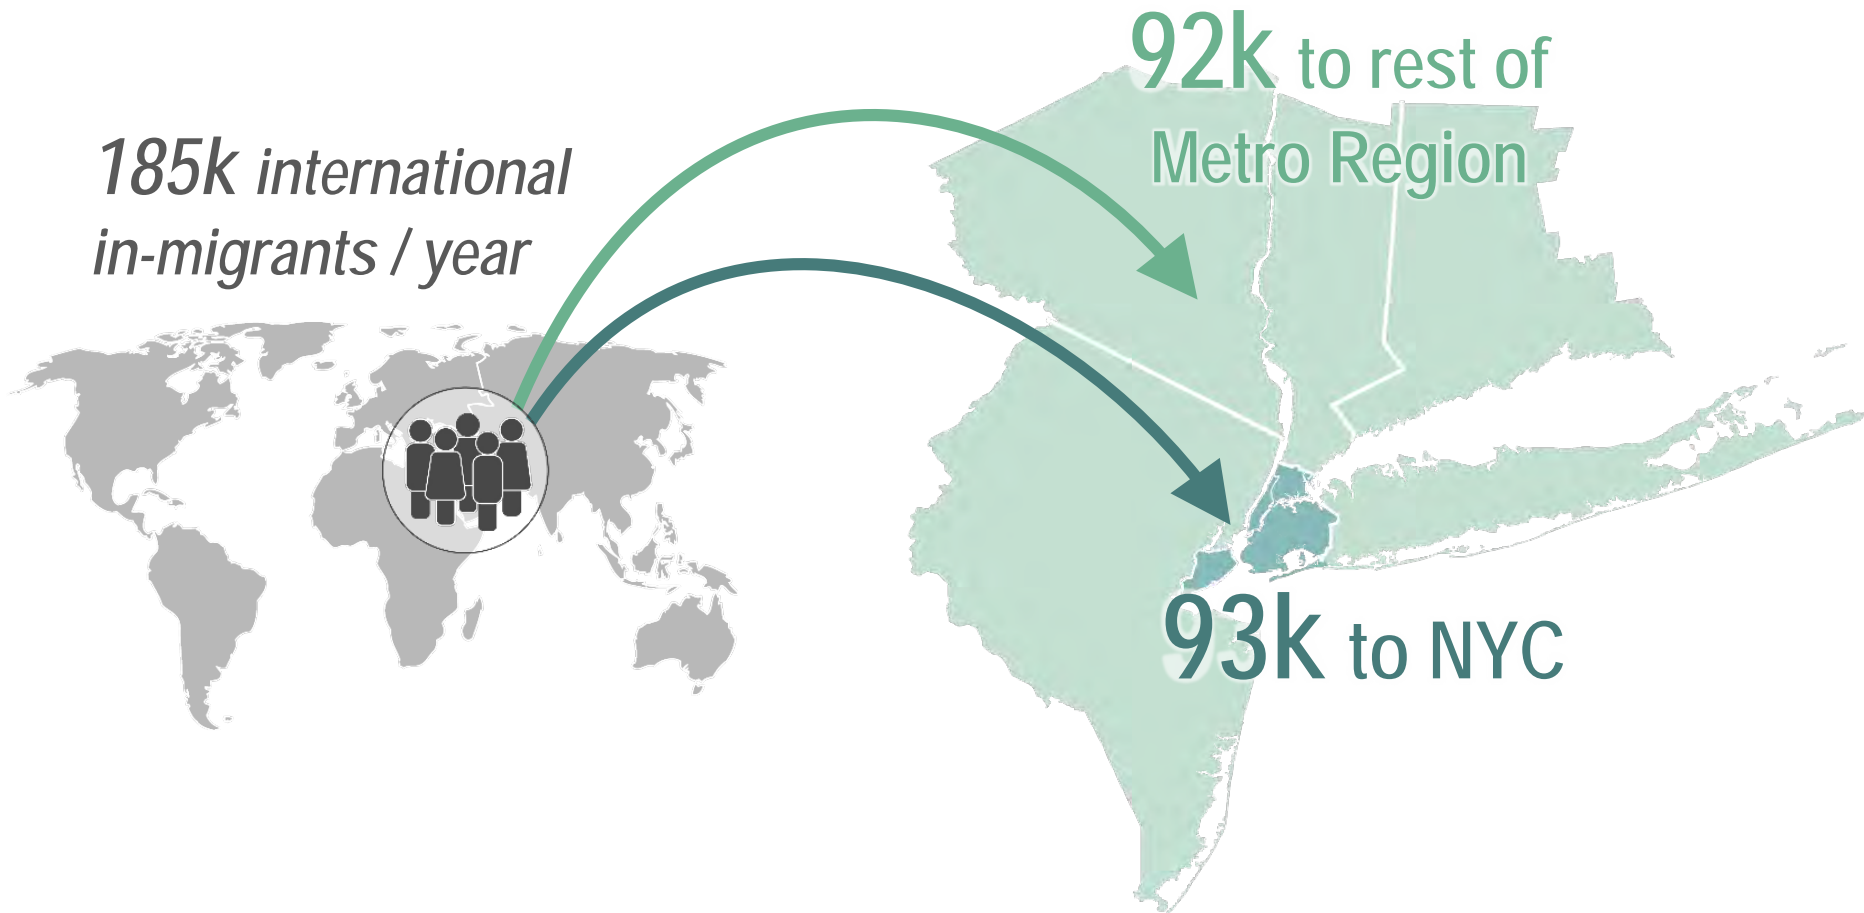 185k international
in-migrants / year
92k to rest of
Metro Region
93k to NYC